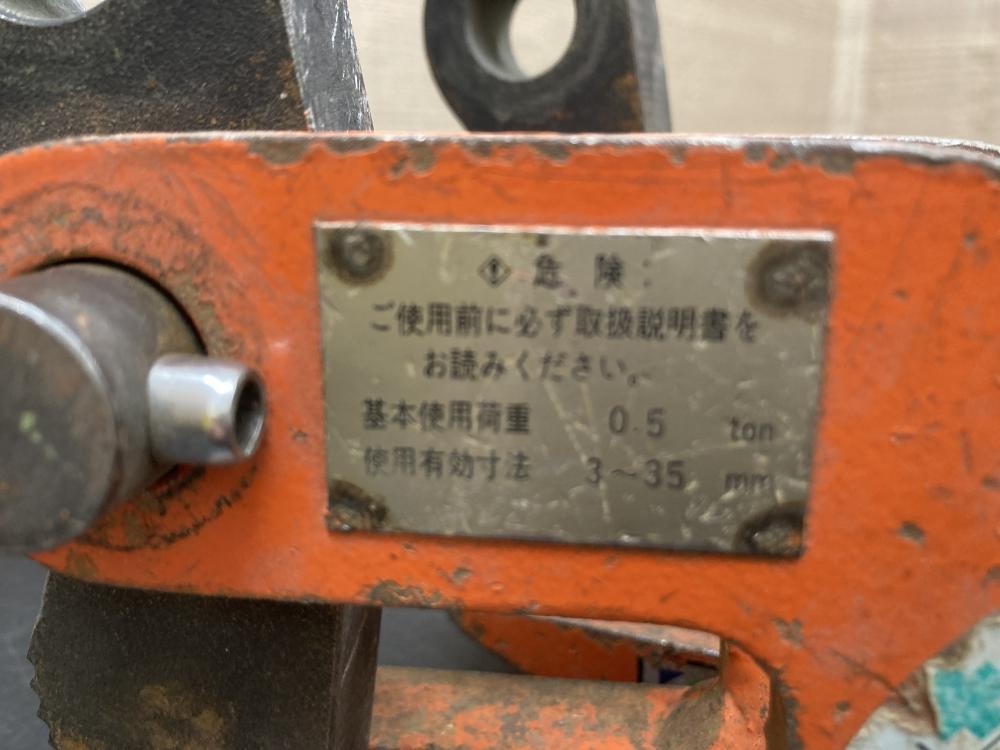 危険:
ご使用前に必ず取扱説明書を
お読みください。
基本使用荷重 0.5 ton
使用有効寸法 3~35 mm